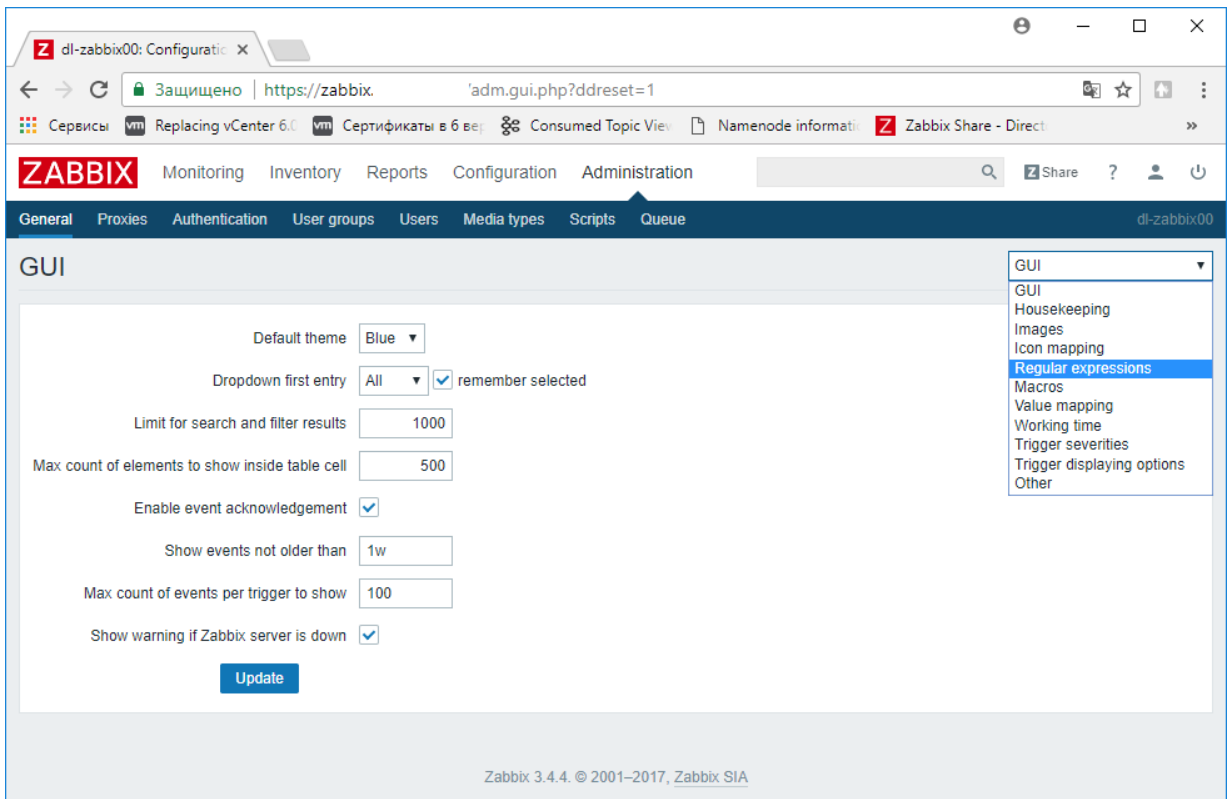 Z dl-zabbix00: Configuratic
Защищено | https://zabbix. 'adm.gui.php?ddreset=1
Сервисы vm Replacing vCenter 6.0 vm Сертификаты в 6 вер Consumed Topic View Namenode informatic Z Zabbix Share - Direct »
ZABBIX Monitoring Inventory Reports Configuration Administration Z Share ?
General Proxies Authentication User groups Users Media types Scripts Queue dl-zabbix00
GUI GUI
GUI
Housekeeping
Images
Icon mapping
Regular expressions
Macros
Value mapping
Working time
Trigger severities
Trigger displaying options
Other
Default theme Blue
Dropdown first entry All remember selected
Limit for search and filter results 1000
Max count of elements to show inside table cell 500
Enable event acknowledgement
Show events not older than 1w
Max count of events per trigger to show 100
Show warning if Zabbix server is down
Update
Zabbix 3.4.4. © 2001–2017, Zabbix SIA